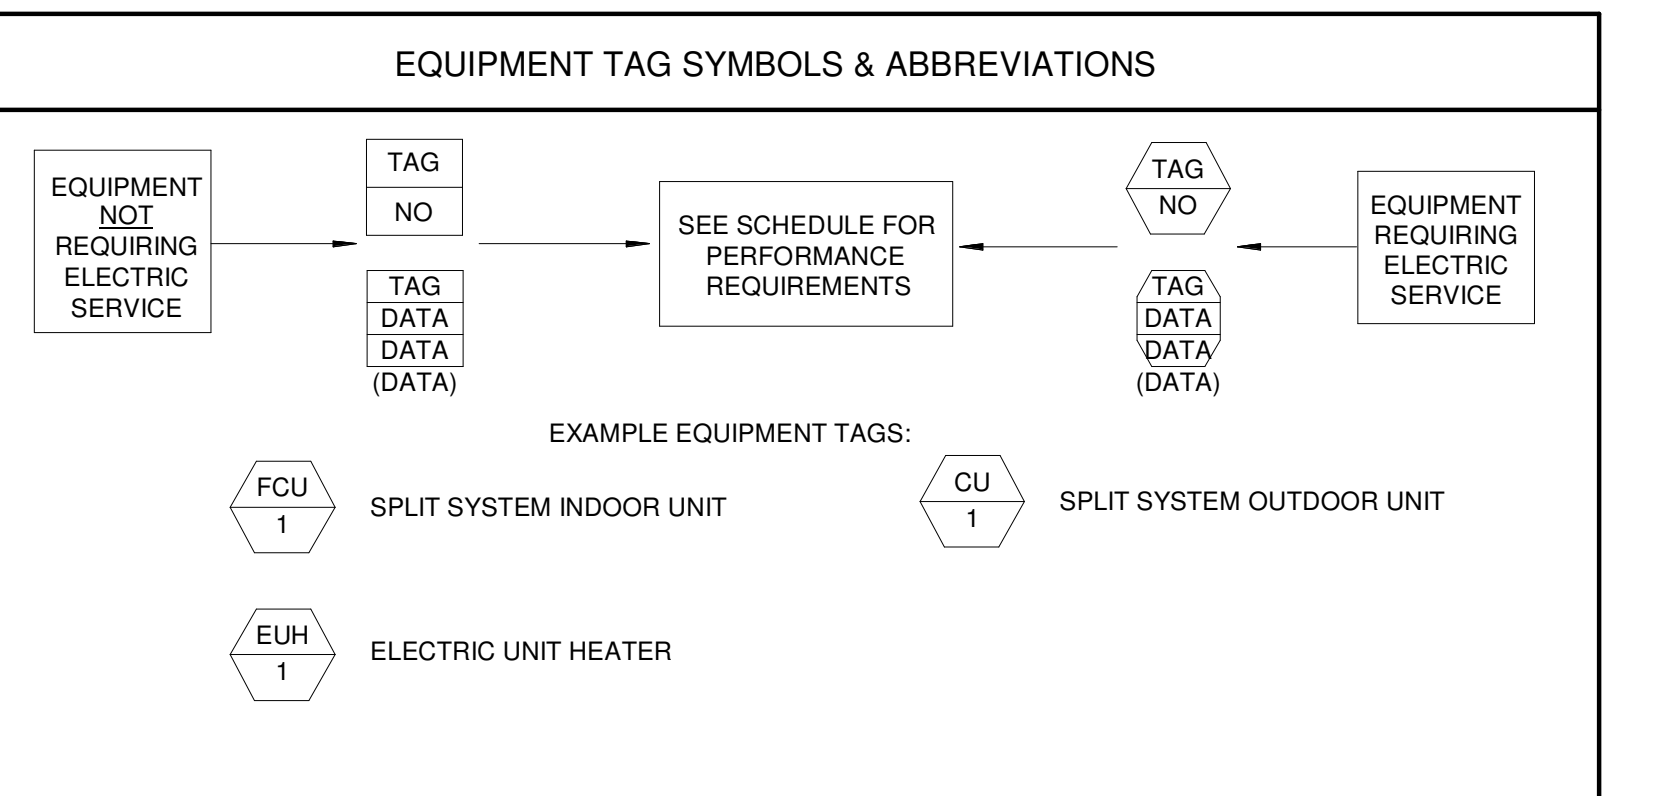 EQUIPMENT TAG SYMBOLS & ABBREVIATIONS
EQUIPMENT
NOT
REQUIRING
ELECTRIC
SERVICE
TAG
NO
TAG
DATA
DATA
(DATA)
SEE SCHEDULE FOR
PERFORMANCE
REQUIREMENTS
TAG
NO
TAG
DATA
DATA
(DATA)
EQUIPMENT
REQUIRING
ELECTRIC
SERVICE
EXAMPLE EQUIPMENT TAGS:
FCU
1
SPLIT SYSTEM INDOOR UNIT
CU
1
SPLIT SYSTEM OUTDOOR UNIT
EUH
1
ELECTRIC UNIT HEATER